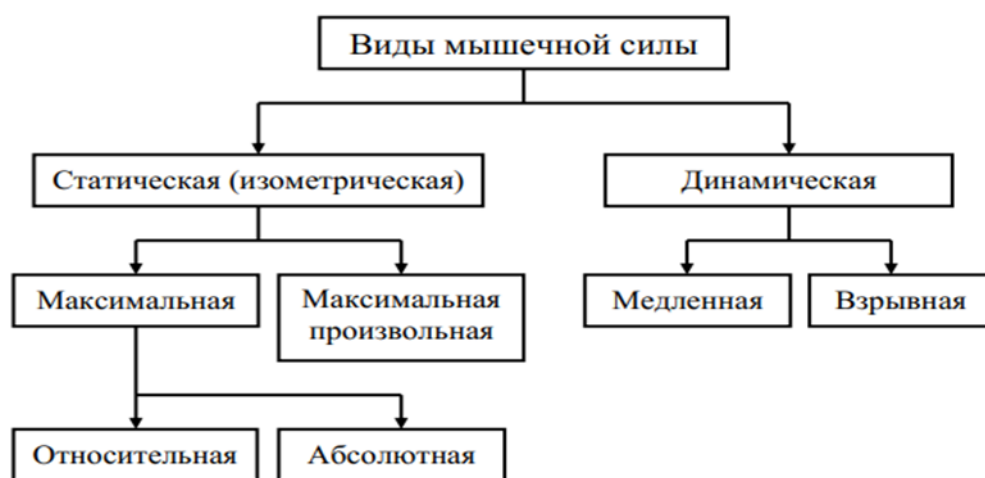 Виды мышечной силы
Статическая (изометрическая)
Динамическая
Максимальная
Максимальная
произвольная
Медленная
Взрывная
Относительная
Абсолютная